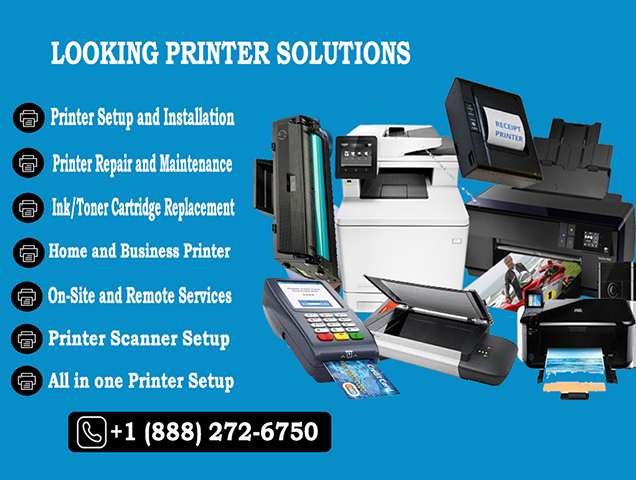 LOOKING PRINTER SOLUTIONS
Printer Setup and Installation
Printer Repair and Maintenance
Ink/Toner Cartridge Replacement
Home and Business Printer
On-Site and Remote Services
Printer Scanner Setup
All in one Printer Setup
+1 (888) 272-6750
RECEIPT
PRINTER